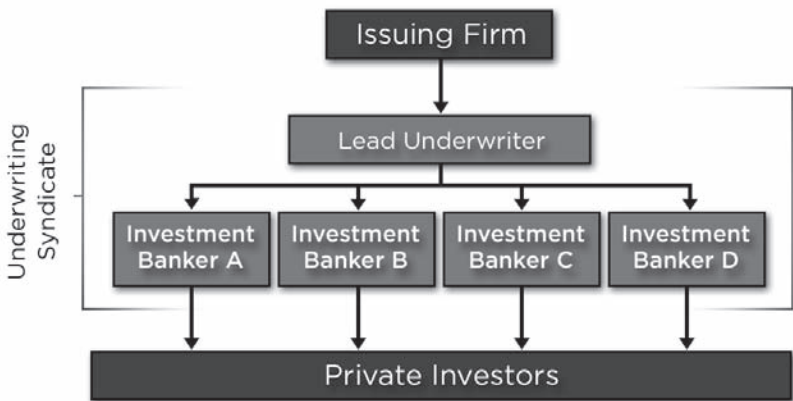 Issuing Firm
Underwriting
Syndicate
Lead Underwriter
Investment
Banker A
Investment
Banker B
Investment
Banker C
Investment
Banker D
Private Investors